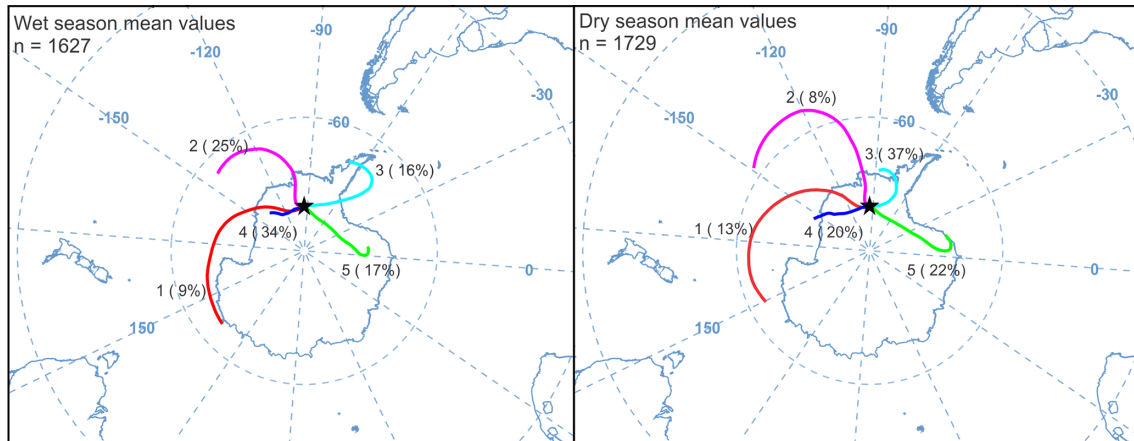 Wet season mean values
n = 1627
-90
-120
-30
-150
-60
2 ( 25%)
3 ( 16%)
4 (34%)
5 ( 17%)
0
1 ( 9%)
150
Dry season mean values
n = 1729
-90
-120
-30
2 ( 8%)
-150
-60
3 ( 37%)
1 ( 13%)
4 ( 20%)
5 ( 22%)
0
150